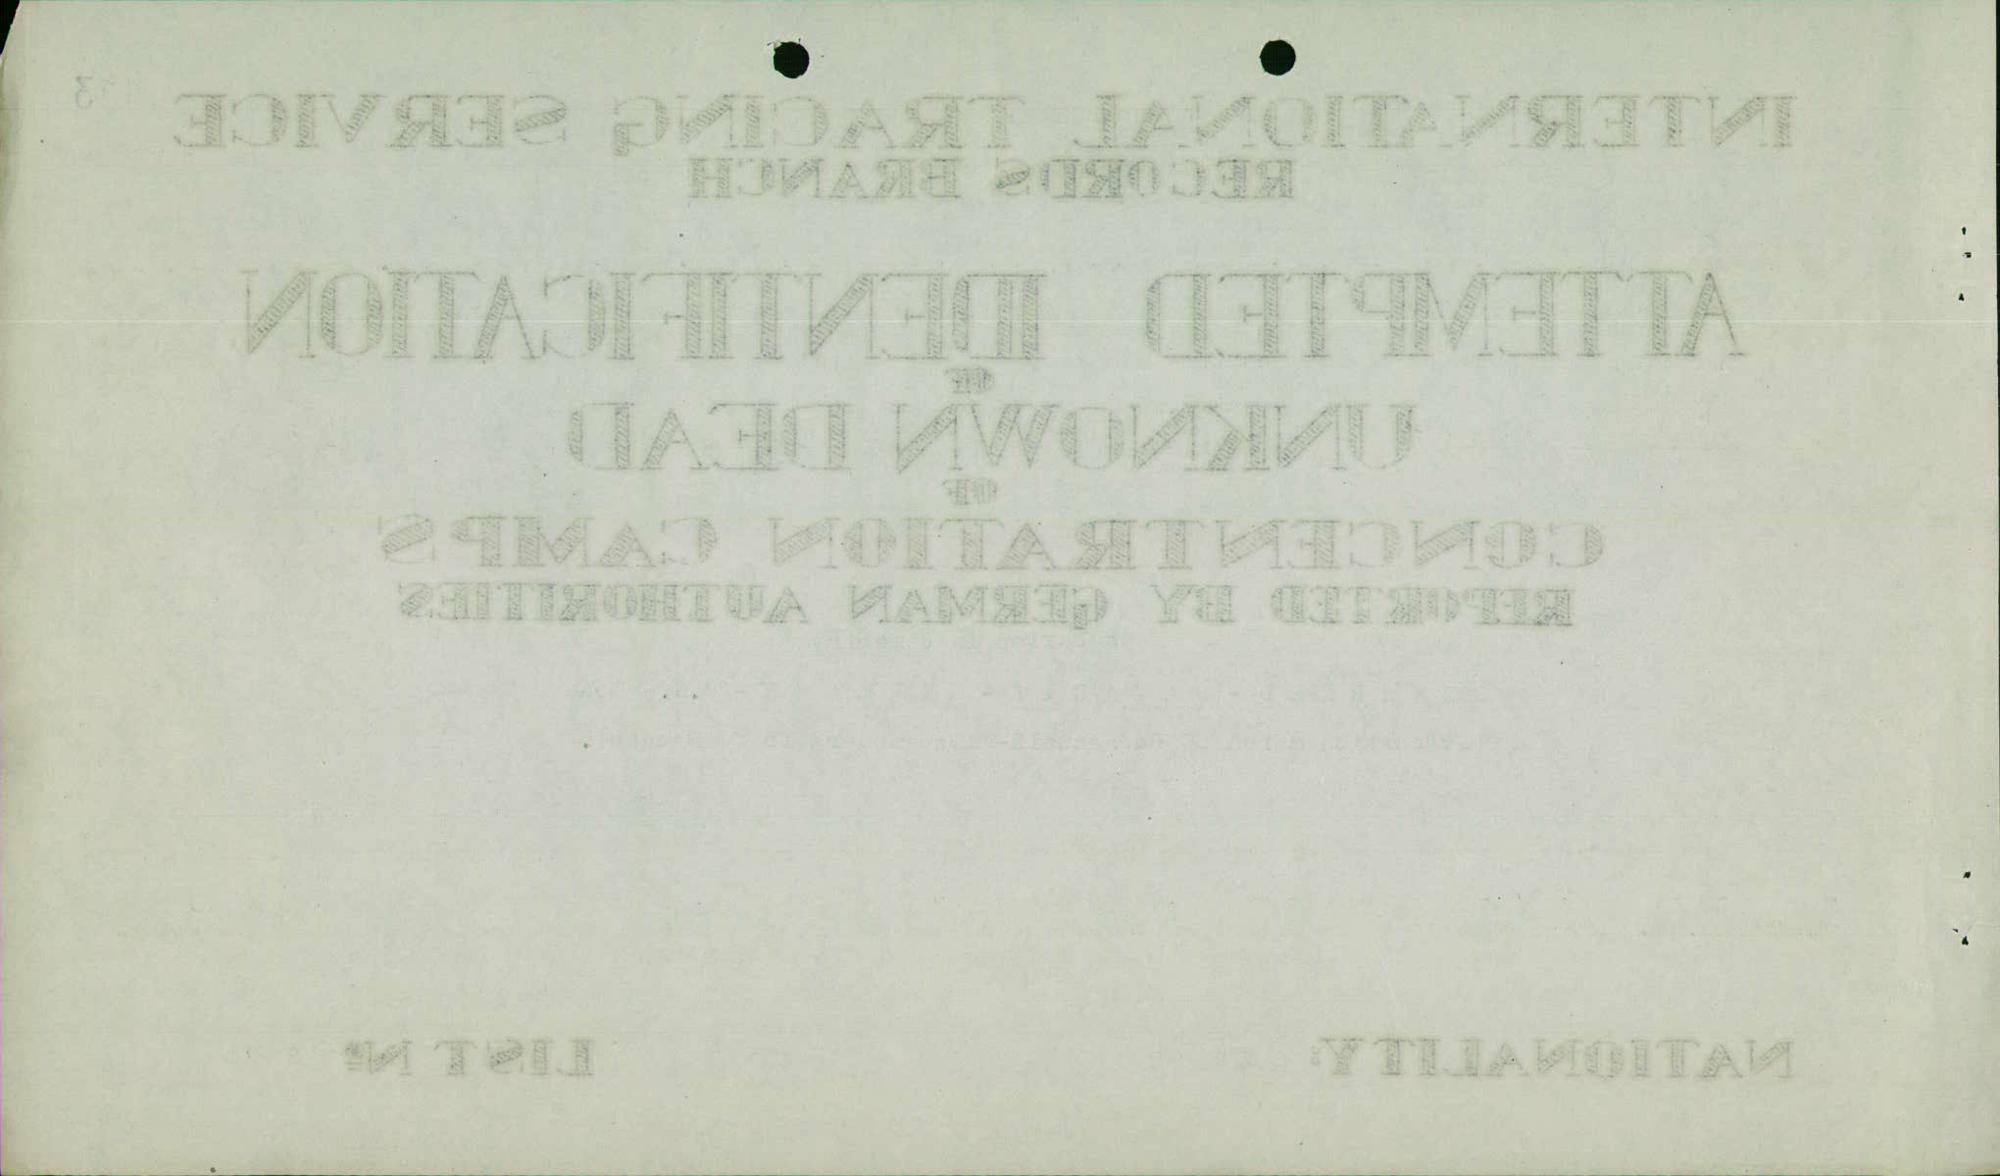 INTERNATIONAL TRACING SERVICE
RECORDS BRANCH
ATTEMPTED IDENTIFICATION
OF
UNKNOWN DEAD
OF
CONCENTRATION CAMPS
REPORTED BY GERMAN AUTHORITIES
NATIONALITY: LIST Nº